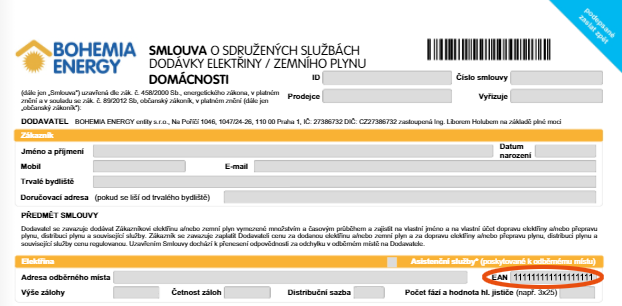 podepsané
zaslat zpět
BOHEMIA
ENERGY
SMLOUVA O SDRUŽENÝCH SLUŽBÁCH
DODÁVKY ELEKTŘINY / ZEMNÍHO PLYNU
DOMÁCNOSTI
ID
Číslo smlouvy
(dále jen „Smlouva") uzavřená dle zák. č. 458/2000 Sb., energetického zákona, v platném
znění a v souladu se zák. č. 89/2012 Sb, občanský zákoník, v platném znění (dále jen
„občanský zákoník"):
Prodejce
Vyřizuje
DODAVATEL BOHEMIA ENERGY entity s.r.o., Na Poříčí 1046, 1047/24-26, 110 00 Praha 1, IČ: 27386732 DIČ: CZ27386732 zastoupená Ing. Liborem Holubem na základě plné moci
Zákazník
Jméno a příjmení
Datum
narození
Mobil
E-mail
Trvalé bydliště
Doručovací adresa (pokud se liší od trvalého bydliště)
PŘEDMĚT SMLOUVY
Dodavatel se zavazuje dodávat Zákazníkovi elektřinu a/nebo zemní plyn vymezené množstvím a časovým průběhem a zajistit na vlastní jméno a na vlastní účet dopravu elektřiny a/nebo přepravu
plynu, distribuci plynu a související služby. Zákazník se zavazuje zaplatit Dodavateli cenu za dodanou elektřinu a/nebo zemní plyn a za dopravu elektřiny a/nebo přepravu plynu, distribuci plynu a
související služby cenu regulovanou. Uzavřením Smlouvy dochází k přenesení odpovědnosti za odchylku v odběrném místě na Dodavatele.
Elektřina
Asistenční služby* (poskytované k odběrnému místu)
Adresa odběrného místa
EAN 111111111111111111
Výše zálohy
Četnost záloh
Distribuční sazba
Počet fází a hodnota hl. jističe (např. 3x25)